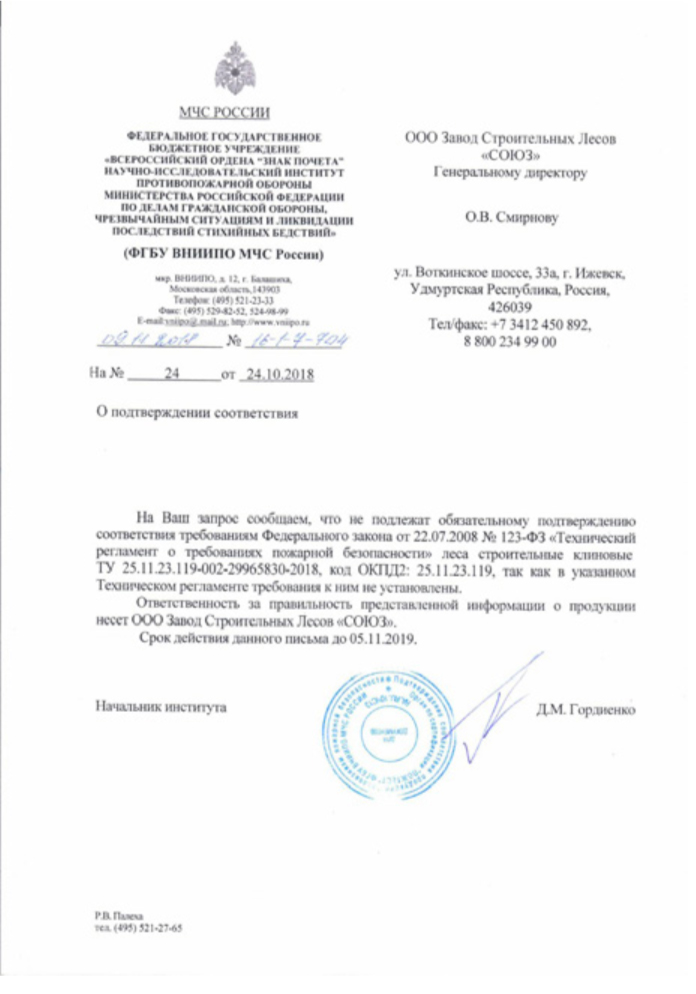 МЧС РОССИИ
ФЕДЕРАЛЬНОЕ ГОСУДАРСТВЕННОЕ
БЮДЖЕТНОЕ УЧРЕЖДЕНИЕ
«ВСЕРОССИЙСКИЙ ОРДЕНА "ЗНАК ПОЧЕТА"
НАУЧНО-ИССЛЕДОВАТЕЛЬСКИЙ ИНСТИТУТ
ПРОТИВОПОЖАРНОЙ ОБОРОНЫ
МИНИСТЕРСТВА РОССИЙСКОЙ ФЕДЕРАЦИИ
ПО ДЕЛАМ ГРАЖДАНСКОЙ ОБОРОНЫ,
ЧРЕЗВЫЧАЙНЫМ СИТУАЦИЯМ И ЛИКВИДАЦИИ
ПОСЛЕДСТВИЙ СТИХИЙНЫХ БЕДСТВИЙ»
(ФГБУ ВНИИПО МЧС России)
мкр. ВНИИПО, д. 12, г. Балашиха,
Московская область,143903
Телефон: (495) 521-23-33
Факс: (495) 529-82-52, 524-98-99
E-mail:vniipo@mail.ru; http://www.vniipo.ru
09 11 2018 № 16-1-7-704
На № 24 от 24.10.2018
О подтверждении соответствия
ООО Завод Строительных Лесов
«СОЮЗ»
Генеральному директору
О.В. Смирнову
ул. Воткинское шоссе, 33а, г. Ижевск,
Удмуртская Республика, Россия,
426039
Тел/факс: +7 3412 450 892,
8 800 234 99 00
На Ваш запрос сообщаем, что не подлежат обязательному подтверждению
соответствия требованиям Федерального закона от 22.07.2008 № 123-ФЗ «Технический
регламент о требованиях пожарной безопасности» леса строительные клиновые
ТУ 25.11.23.119-002-29965830-2018, код ОКПД2: 25.11.23.119, так как в указанном
Техническом регламенте требования к ним не установлены.
Ответственность за правильность представленной информации о продукции
несет ООО Завод Строительных Лесов «СОЮЗ».
Срок действия данного письма до 05.11.2019.
Начальник института
Д.М. Гордиенко
Р.В. Палеха
тел. (495) 521-27-65